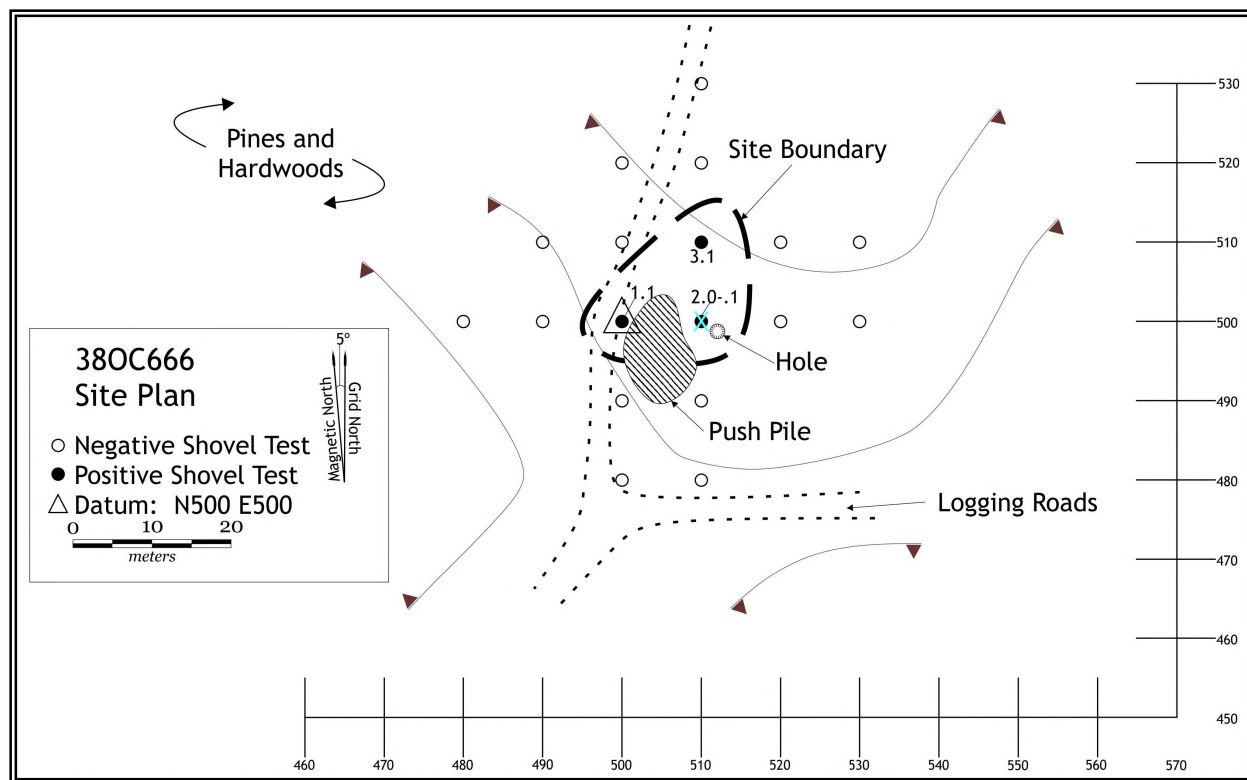 Pines and
Hardwoods
Site Boundary
3.1
1.1
2.0-.1
Hole
Push Pile
Logging Roads
38OC666
Site Plan
5°
Magnetic North
Grid North
Negative Shovel Test
Positive Shovel Test
Datum: N500 E500
0 10 20
meters
530
520
510
500
490
480
470
460
450
460 470 480 490 500 510 520 530 540 550 560 570